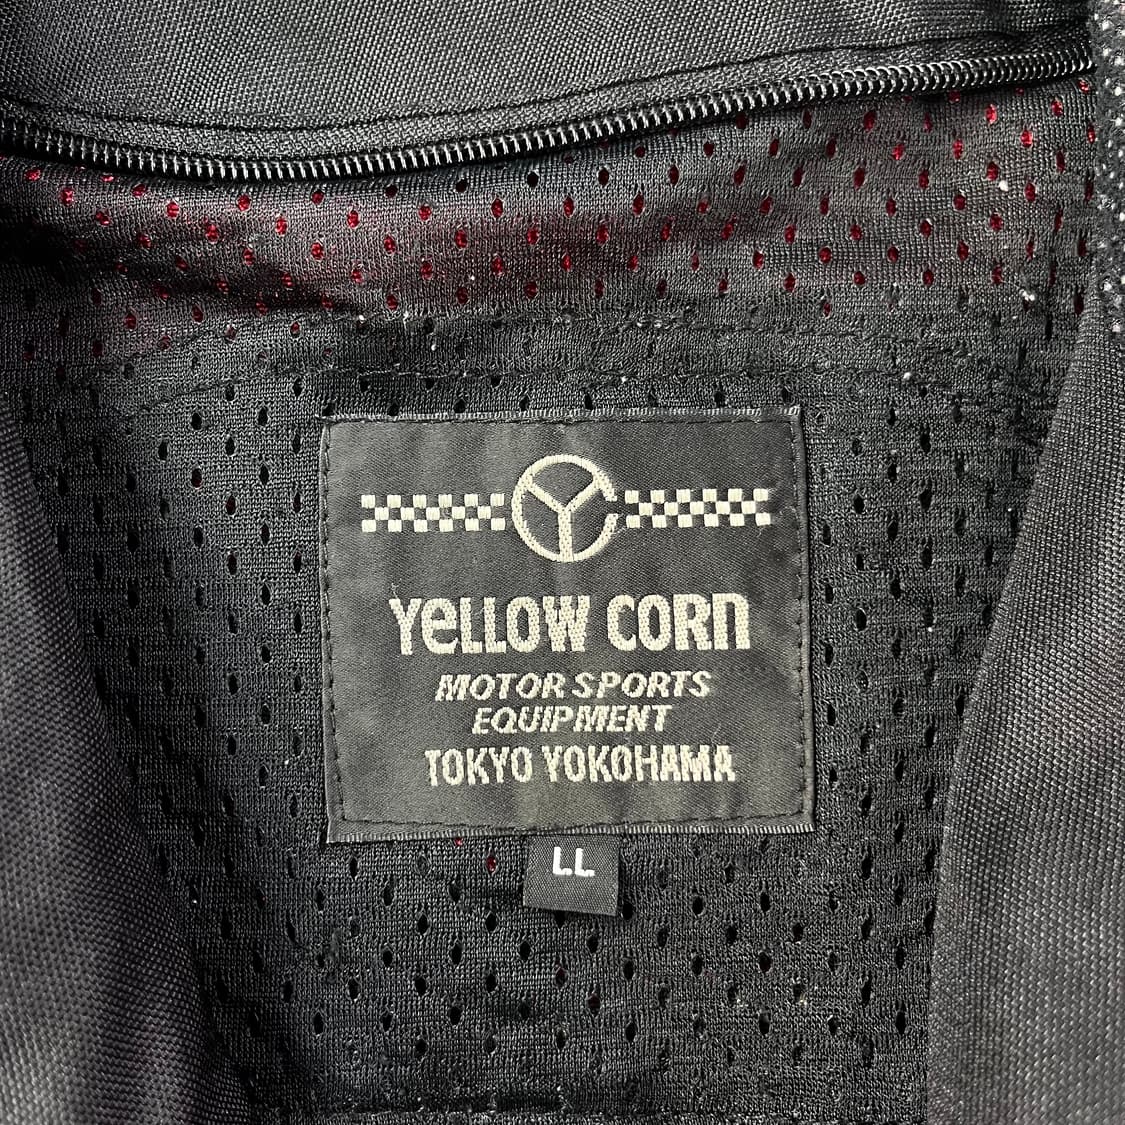 YeLLOW CORn
MOTOR SPORTS
EQUIPMENT
TOKYO YOKOHAMA
LL